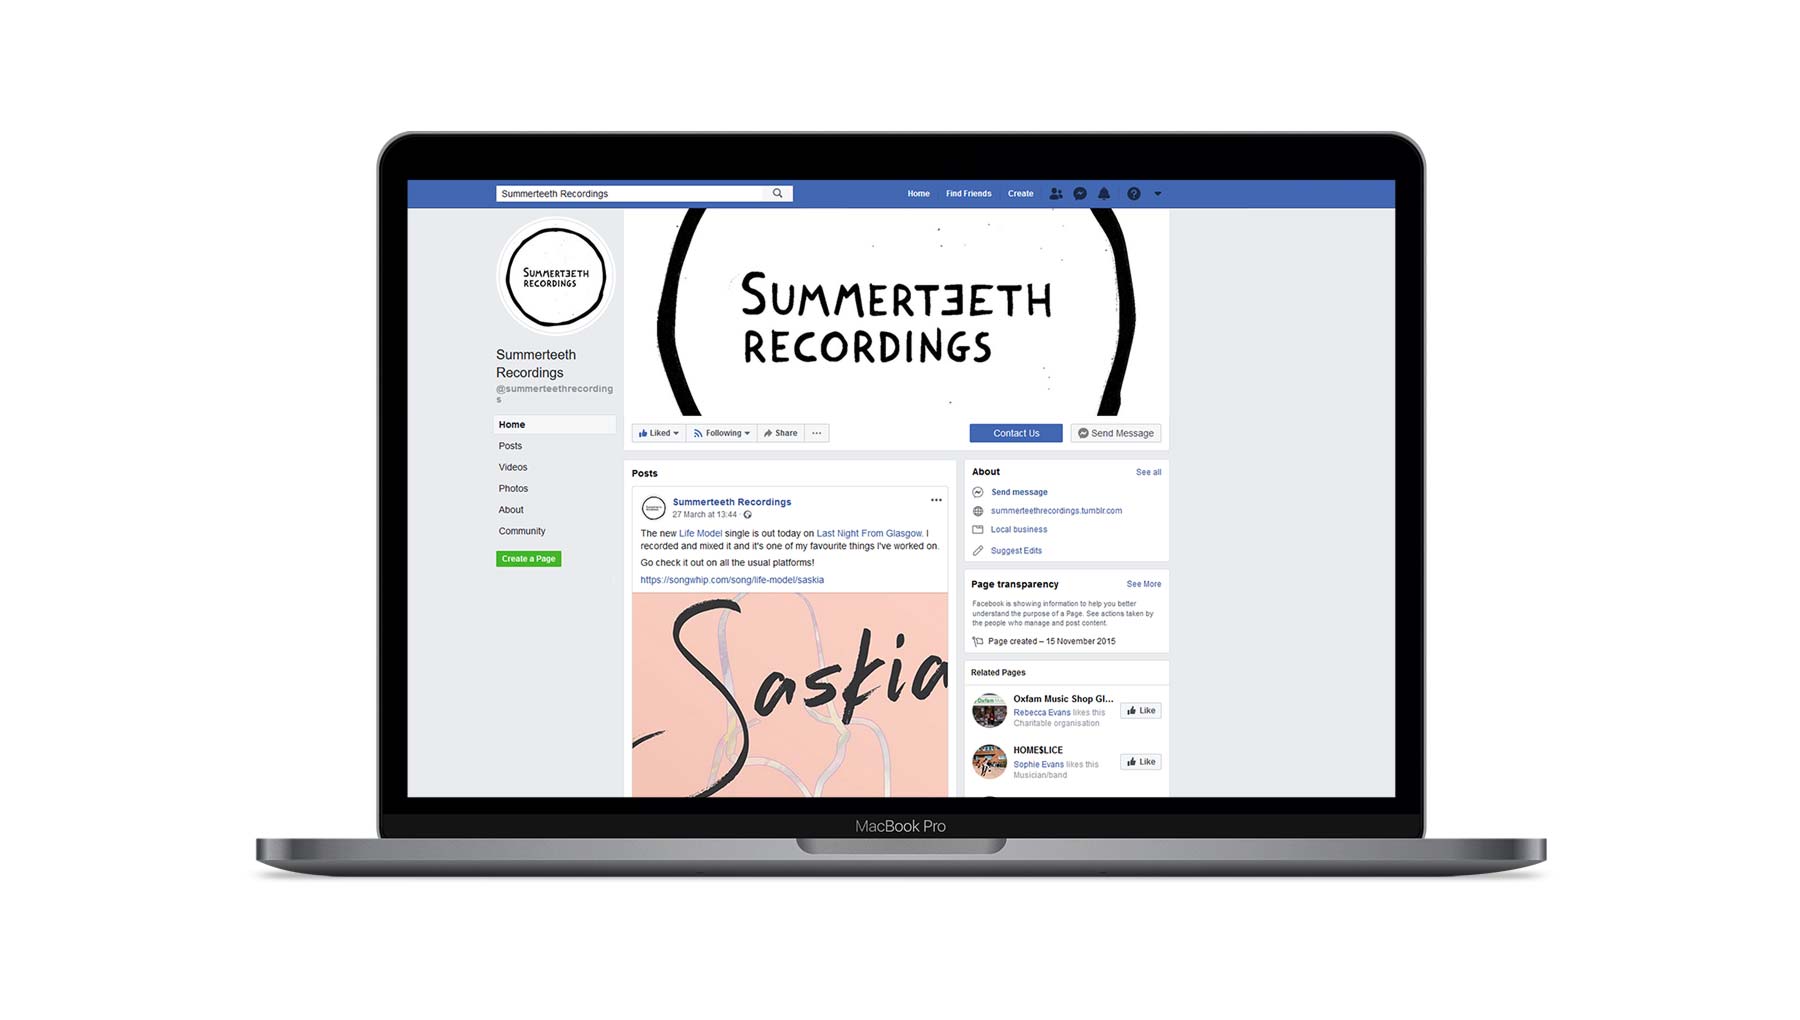 Summerteeth Recordings
Home
Find Friends
Create
SUMMERTEETH
RECORDINGS
Summerteeth
Recordings
@summerteethrecording
s
Home
Posts
Videos
Photos
About
Community
Create a Page
SUMMERTEETH
RECORDINGS
Liked
Following
Share
Contact Us
Send Message
Posts
Summerteeth Recordings
27 March at 13:44
The new Life Model single is out today on Last Night From Glasgow. I
recorded and mixed it and it's one of my favourite things I've worked on.
Go check it out on all the usual platforms!
https://songwhip.com/song/life-model/saskia
Saskia
About
See all
Send message
summerteethrecordings.tumblr.com
Local business
Suggest Edits
Page transparency
See More
Facebook is showing information to help you better
understand the purpose of a Page. See actions taken by
the people who manage and post content.
Page created – 15 November 2015
Related Pages
Oxfam Music Shop Gl...
Rebecca Evans likes this
Charitable organisation
Like
HOME$LICE
Sophie Evans likes this
Musician/band
Like
MacBook Pro